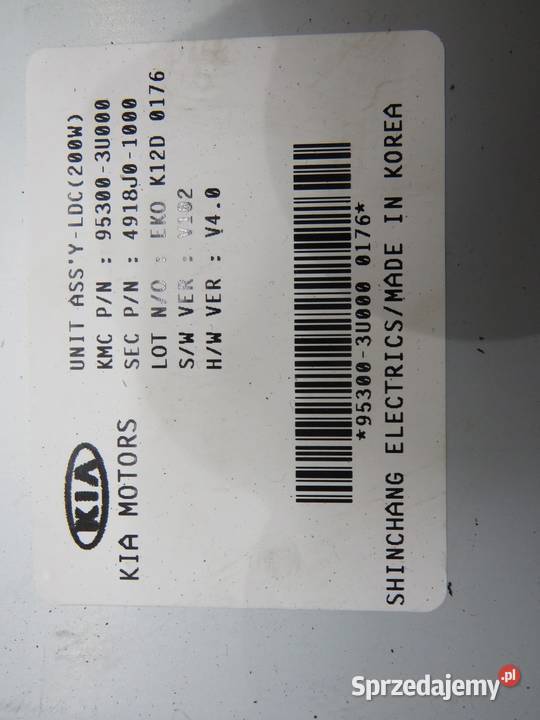 UNIT ASS'Y-LDC(200W)
KMC P/N : 95300-3U000
SEC P/N : 4918J0-1000
LOT N/O : EKO K12D 0176
S/W VER : V102
H/W VER : V4.0
KIA
KIA MOTORS
*95300-3U000 0176*
SHINCHANG ELECTRICS/MADE IN KOREA
Sprzedajemy.pl